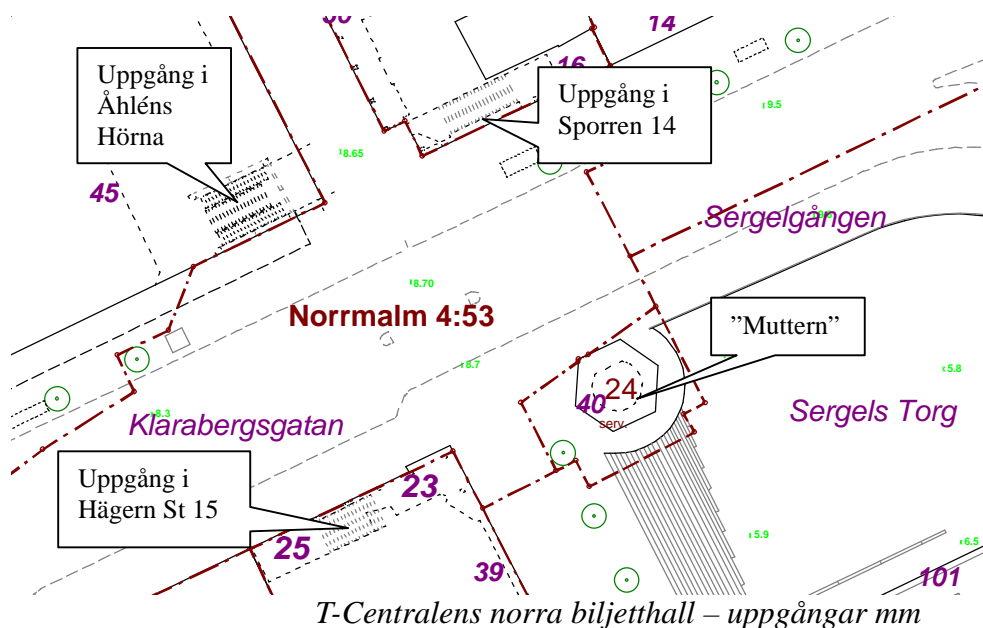 30
14
16
Uppgång i
Åhléns
Hörna
Uppgång i
Sporren 14
9.5
8.65
45
Sergelgången
8.70
Norrmalm 4:53
”Muttern”
8.7
5.8
24
40
serv.
8.3
Klarabergsgatan
Sergels Torg
Uppgång i
Hägern St 15
23
25
39
5.9
6.5
101
T-Centralens norra biljetthall – uppgångar mm